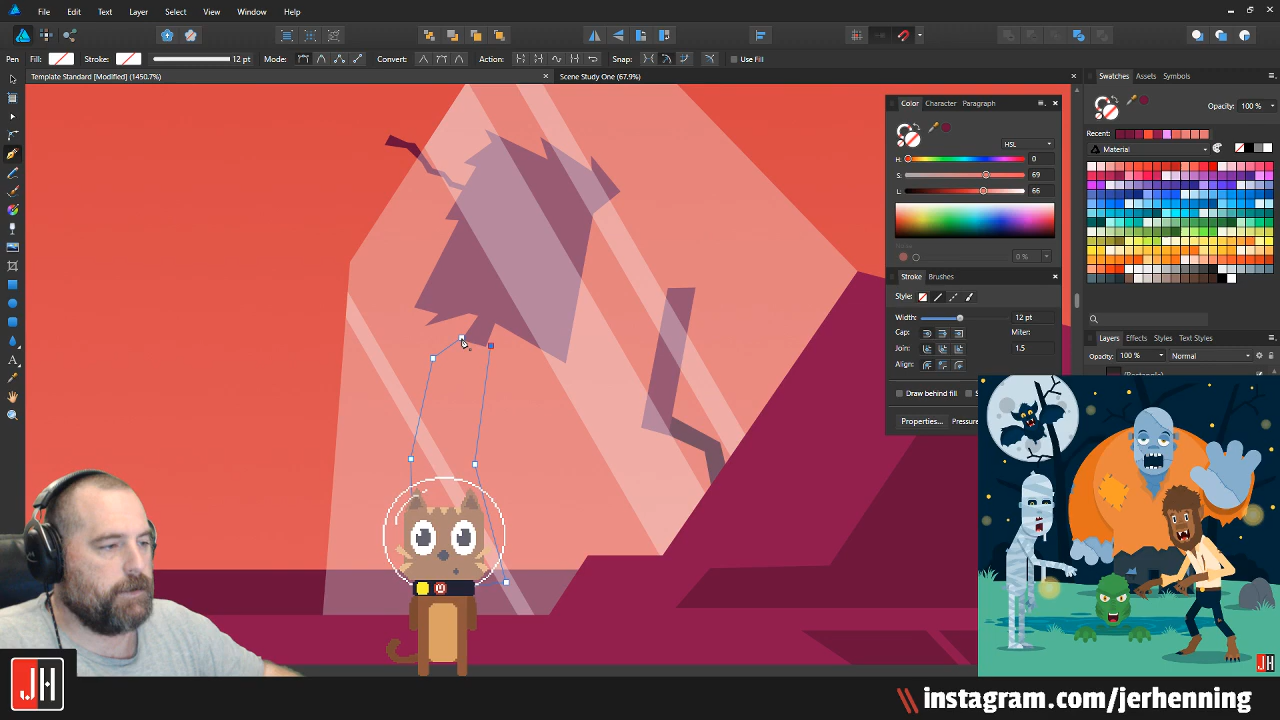 File Edit Text Layer Select View Window Help
Pen Fill: Stroke: 12 pt Mode: Convert: Action: Snap: Use Fill
Template Standard [Modified] (1450.7%) Scene Study One (67.9%)
Swatches Assets Symbols
Opacity: 100 %
Recent:
Material
Color Character Paragraph
HSL
H: 0
S: 69
L: 66
Noise
0 %
Stroke Brushes
Style:
Width: 12 pt
Cap: Miter:
Join: 1.5
Align:
Draw behind fill
Properties... Pressure
Layers Effects Styles Text Styles
Opacity: 100 % Normal
JH
JH
instagram.com/jerhenning